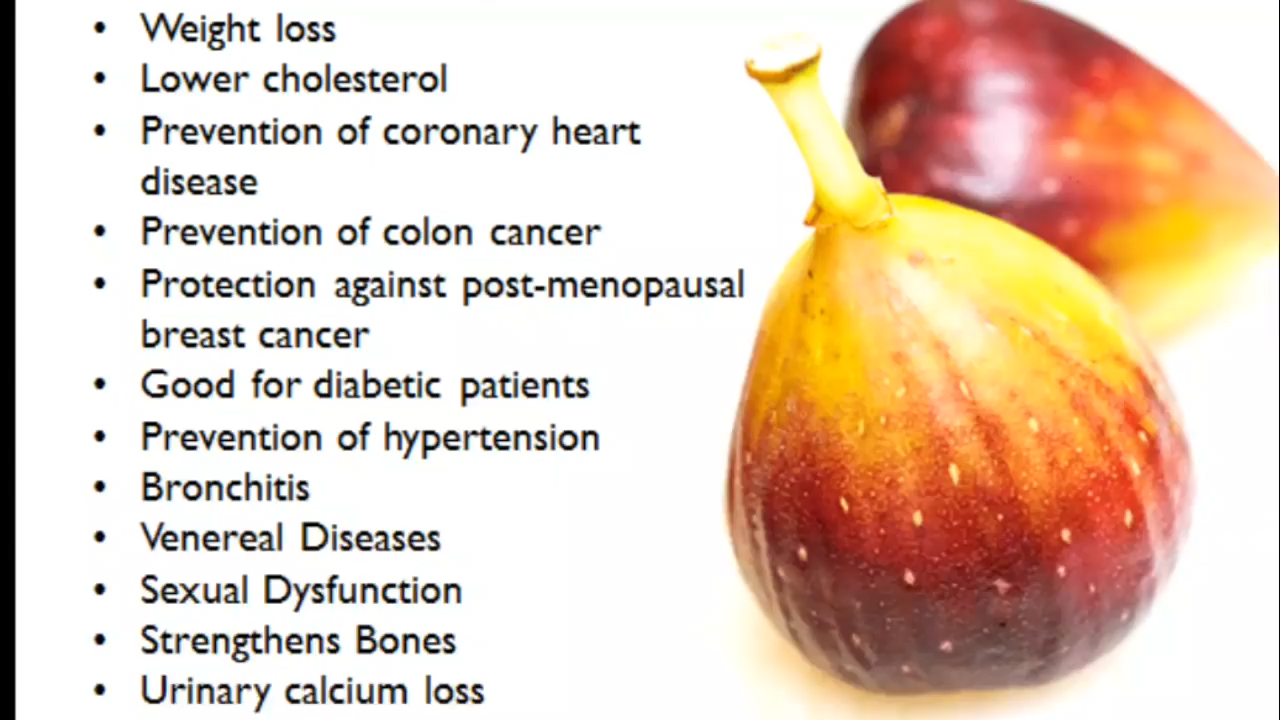 • Weight loss
• Lower cholesterol
• Prevention of coronary heart
disease
• Prevention of colon cancer
• Protection against post-menopausal
breast cancer
• Good for diabetic patients
• Prevention of hypertension
• Bronchitis
• Venereal Diseases
• Sexual Dysfunction
• Strengthens Bones
• Urinary calcium loss